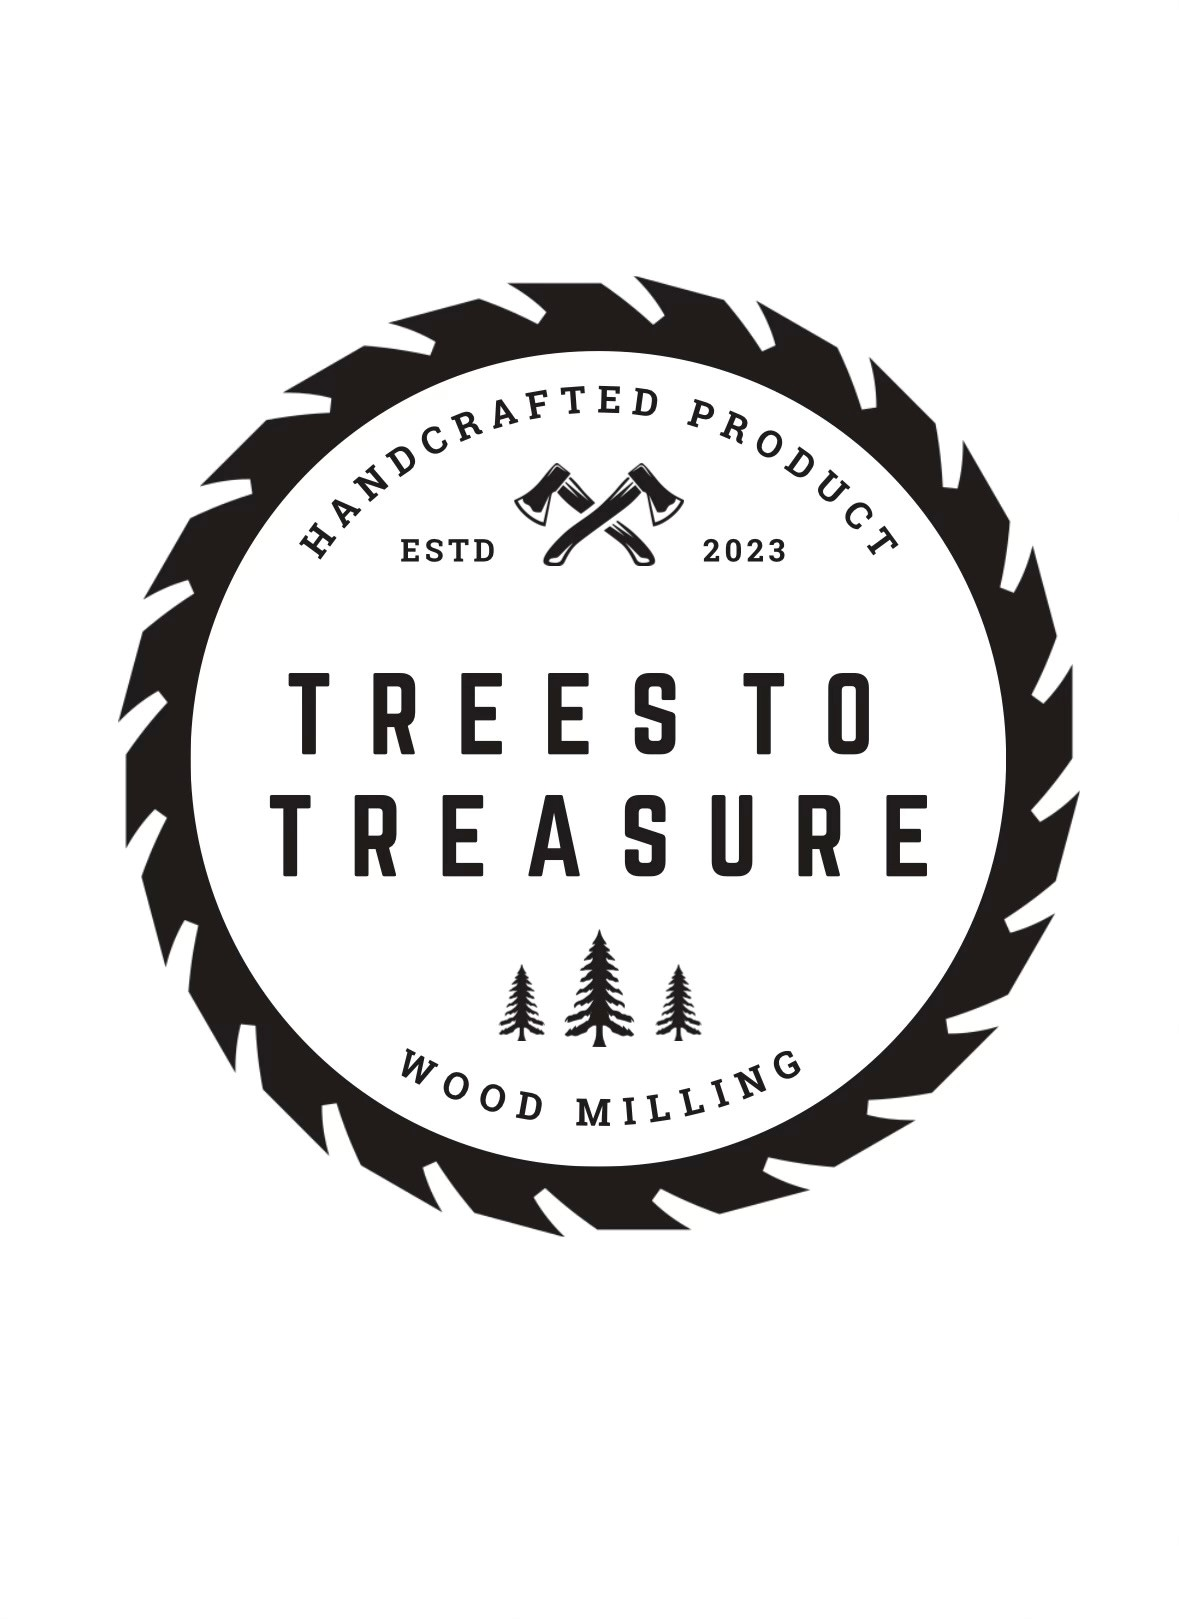 HANDCRAFTED PRODUCT
ESTD 2023
TREES TO
TREASURE
WOOD MILLING